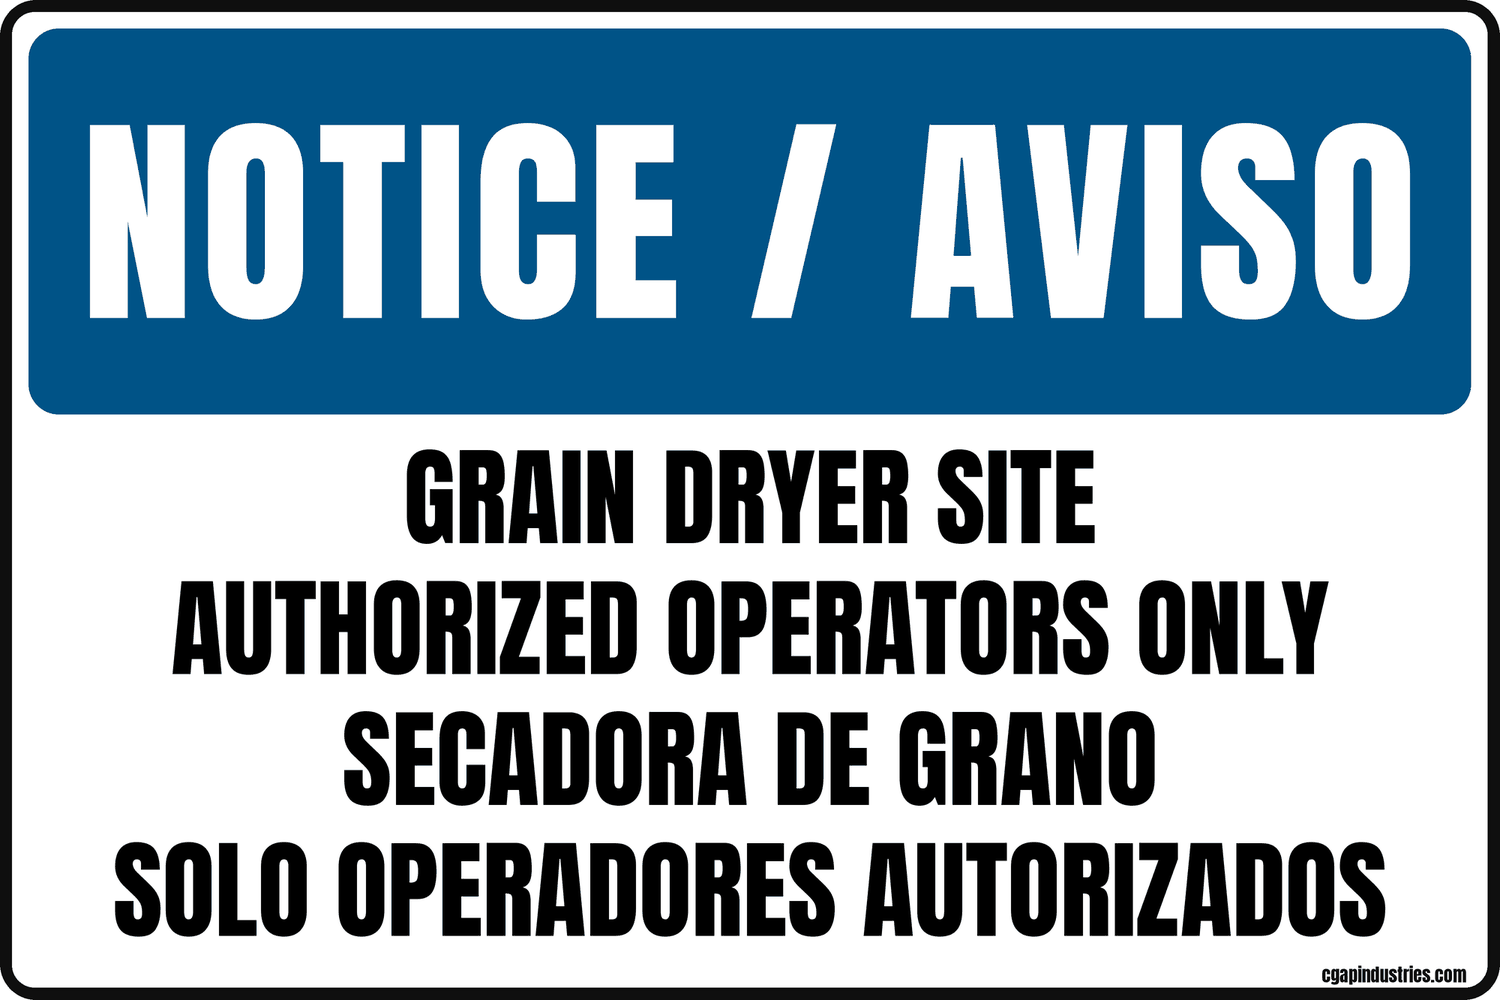 NOTICE / AVISO
GRAIN DRYER SITE
AUTHORIZED OPERATORS ONLY
SECADORA DE GRANO
SOLO OPERADORES AUTORIZADOS
cgapindustries.com